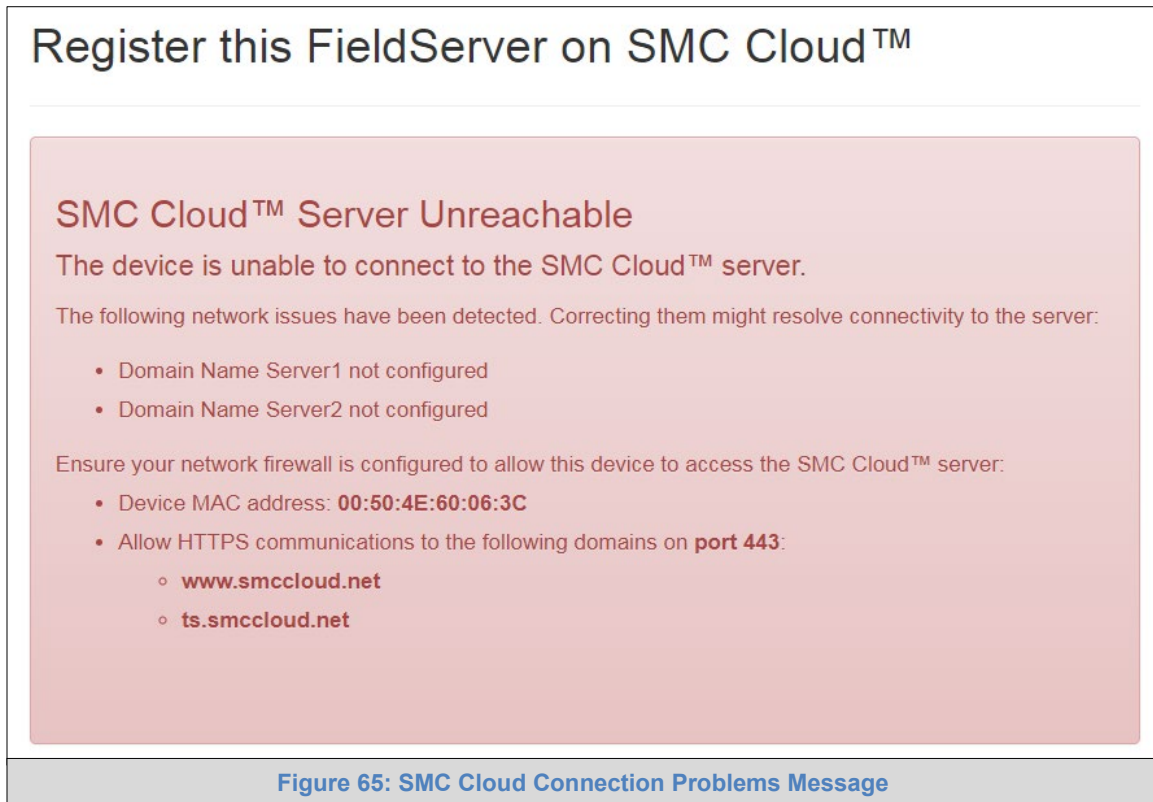 Register this FieldServer on SMC Cloud™
SMC Cloud™ Server Unreachable
The device is unable to connect to the SMC Cloud™ server.
The following network issues have been detected. Correcting them might resolve connectivity to the server:
• Domain Name Server1 not configured
• Domain Name Server2 not configured
Ensure your network firewall is configured to allow this device to access the SMC Cloud™ server:
• Device MAC address: 00:50:4E:60:06:3C
• Allow HTTPS communications to the following domains on port 443:
◦ www.smccloud.net
◦ ts.smccloud.net
Figure 65: SMC Cloud Connection Problems Message